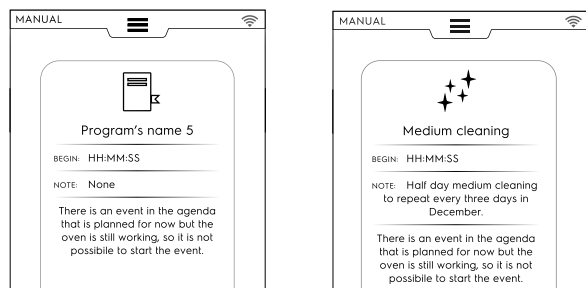 MANUAL
Program's name 5
BEGIN: HH:MM:SS
NOTE: None
There is an event in the agenda
that is planned for now but the
oven is still working, so it is not
possibile to start the event.
MANUAL
Medium cleaning
BEGIN: HH:MM:SS
NOTE: Half day medium cleaning
to repeat every three days in
December.
There is an event in the agenda
that is planned for now but the
oven is still working, so it is not
possibile to start the event.